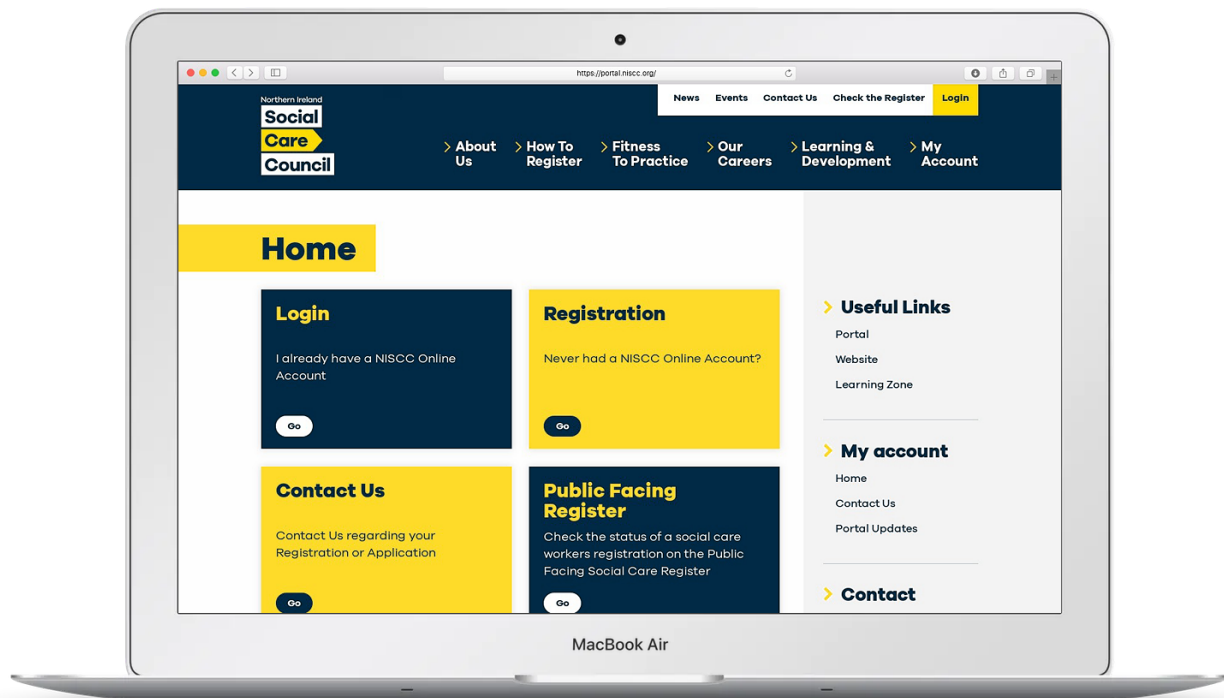 https://portal.niscc.org/
News Events Contact Us Check the Register Login
Northern Ireland
Social
Care
Council
About
Us
How To
Register
Fitness
To Practice
Our
Careers
Learning &
Development
My
Account
Home
Login
I already have a NISCC Online
Account
Go
Registration
Never had a NISCC Online Account?
Go
Contact Us
Contact Us regarding your
Registration or Application
Go
Public Facing
Register
Check the status of a social care
workers registration on the Public
Facing Social Care Register
Go
Useful Links
Portal
Website
Learning Zone
My account
Home
Contact Us
Portal Updates
Contact
MacBook Air